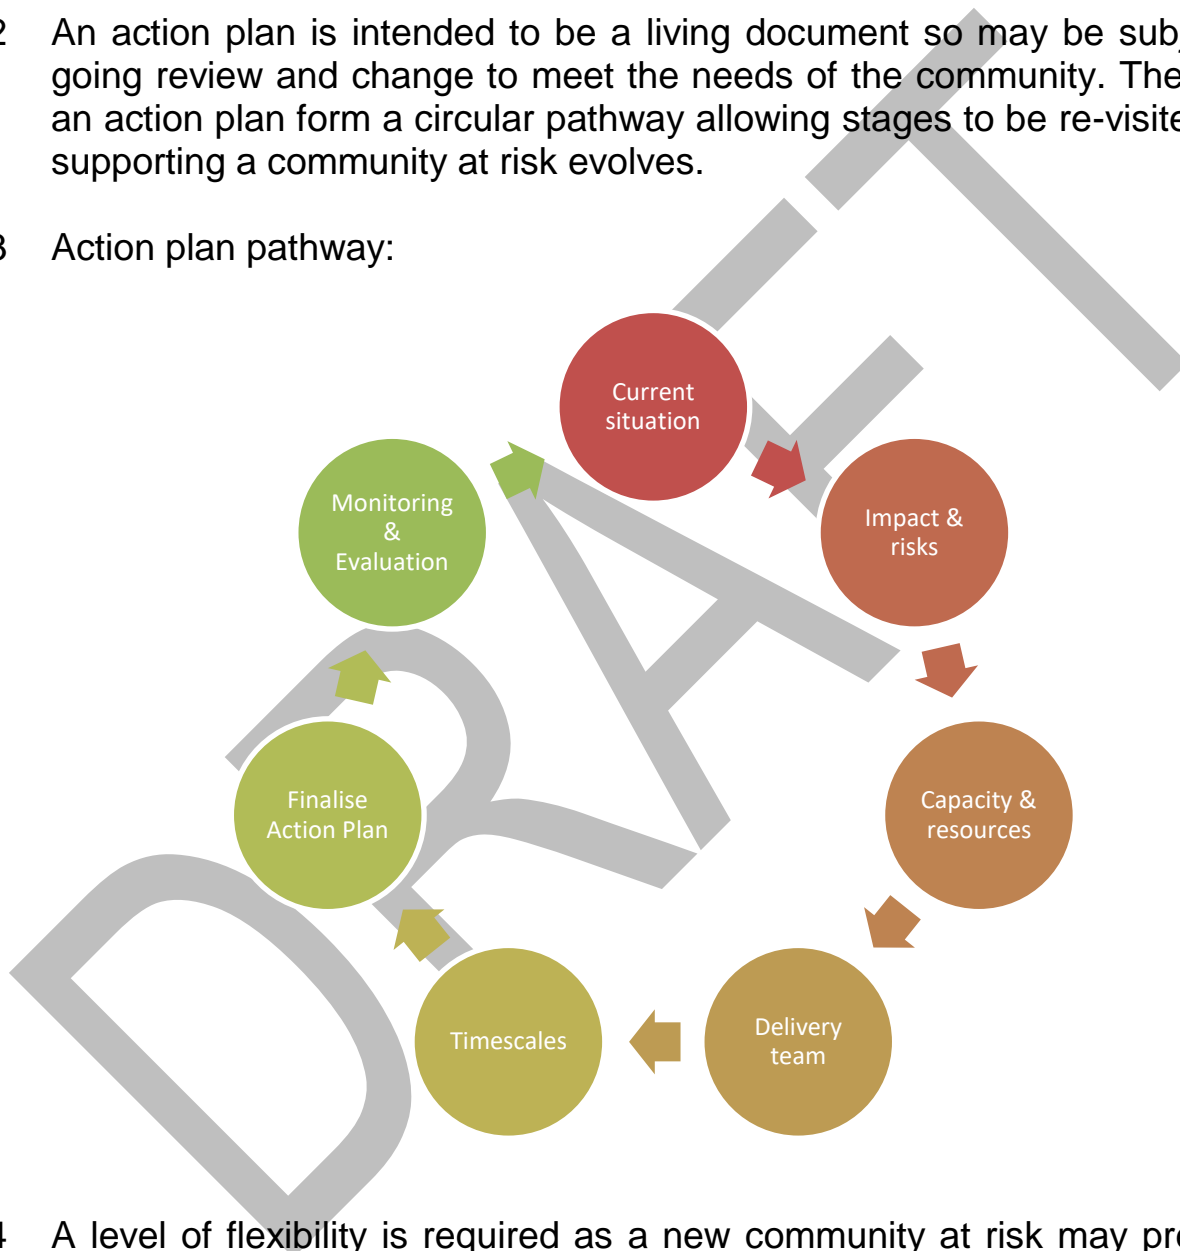 2 An action plan is intended to be a living document so may be sub
going review and change to meet the needs of the community. The
an action plan form a circular pathway allowing stages to be re-visite
supporting a community at risk evolves.
3 Action plan pathway:
Current
situation
Impact &
risks
Capacity &
resources
Delivery
team
Timescales
Finalise
Action Plan
Monitoring
&
Evaluation
DRAFT
4 A level of flexibility is required as a new community at risk may pre